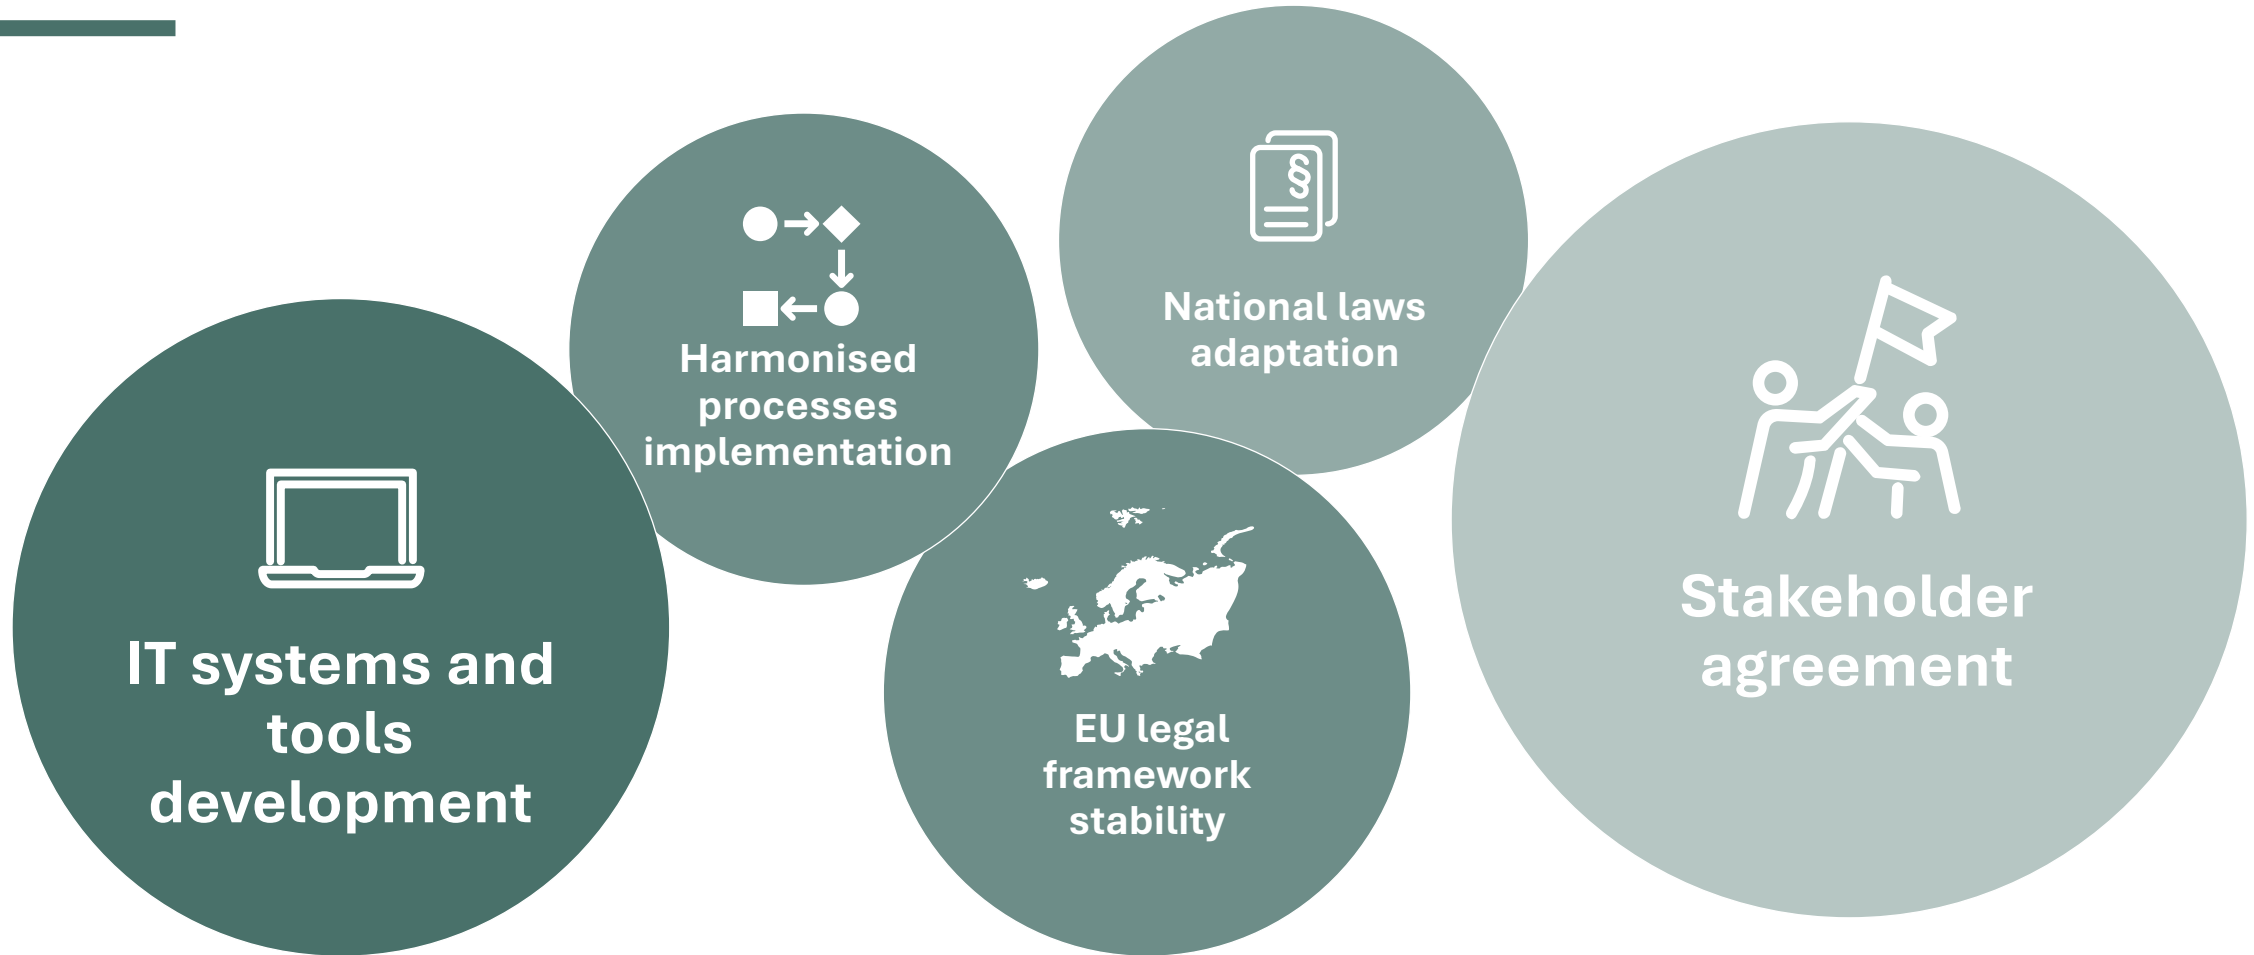 IT systems and
tools
development
Harmonised
processes
implementation
National laws
adaptation
EU legal
framework
stability
Stakeholder
agreement